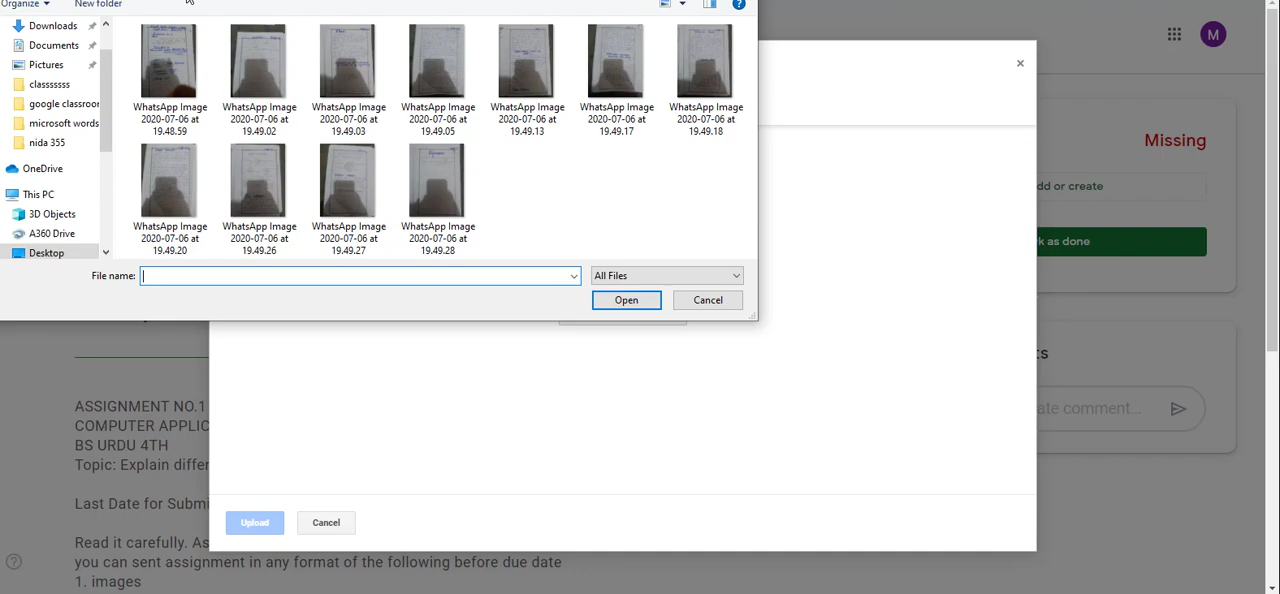 Organize
New folder
?
Downloads
Documents
Pictures
classsssss
google classroor
microsoft words
nida 355
OneDrive
This PC
3D Objects
A360 Drive
Desktop
WhatsApp Image
2020-07-06 at
19.48.59
WhatsApp Image
2020-07-06 at
19.49.02
WhatsApp Image
2020-07-06 at
19.49.03
WhatsApp Image
2020-07-06 at
19.49.05
WhatsApp Image
2020-07-06 at
19.49.13
WhatsApp Image
2020-07-06 at
19.49.17
WhatsApp Image
2020-07-06 at
19.49.18
WhatsApp Image
2020-07-06 at
19.49.20
WhatsApp Image
2020-07-06 at
19.49.26
WhatsApp Image
2020-07-06 at
19.49.27
WhatsApp Image
2020-07-06 at
19.49.28
File name:
All Files
Open
Cancel
M
×
Missing
dd or create
k as done
ts
ate comment...
ASSIGNMENT NO.1
COMPUTER APPLIC
BS URDU 4TH
Topic: Explain differ
Last Date for Submi
Read it carefully. As
you can sent assignment in any format of the following before due date
1. images
Upload
Cancel
?